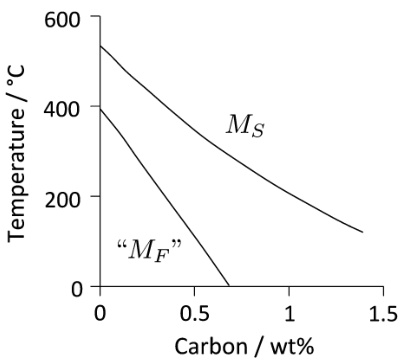 600
400
200
0
Temperature / °C
M_S
“M_F”
0 0.5 1 1.5
Carbon / wt%